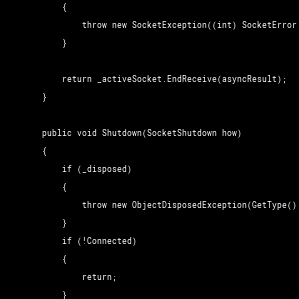 {
throw new SocketException((int) SocketError
}
return _activeSocket.EndReceive(asyncResult);
}
public void Shutdown(SocketShutdown how)
{
if (_disposed)
{
throw new ObjectDisposedException(GetType()
}
if (!Connected)
{
return;
}